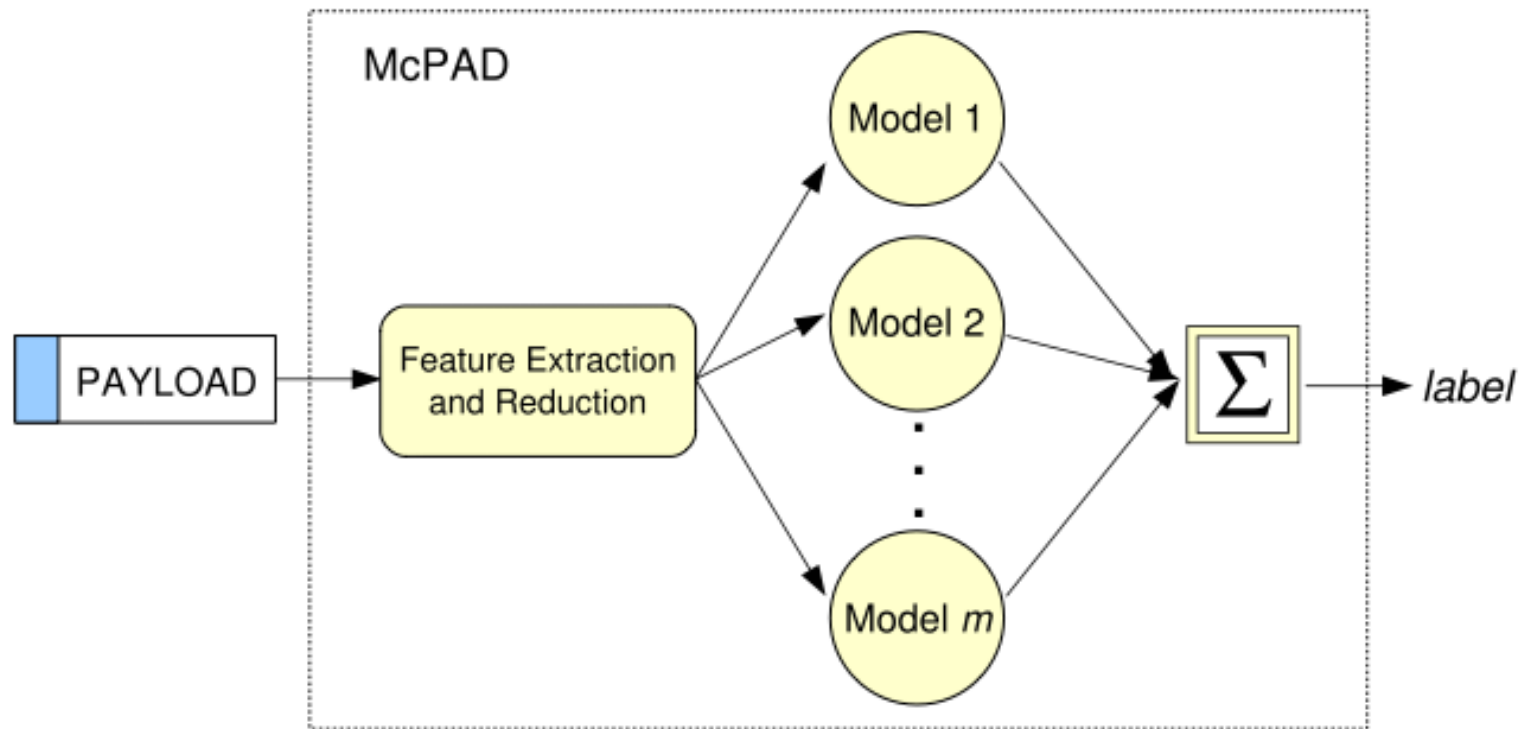 McPAD
Model 1
Model 2
PAYLOAD
Feature Extraction
and Reduction
Σ
label
Model m